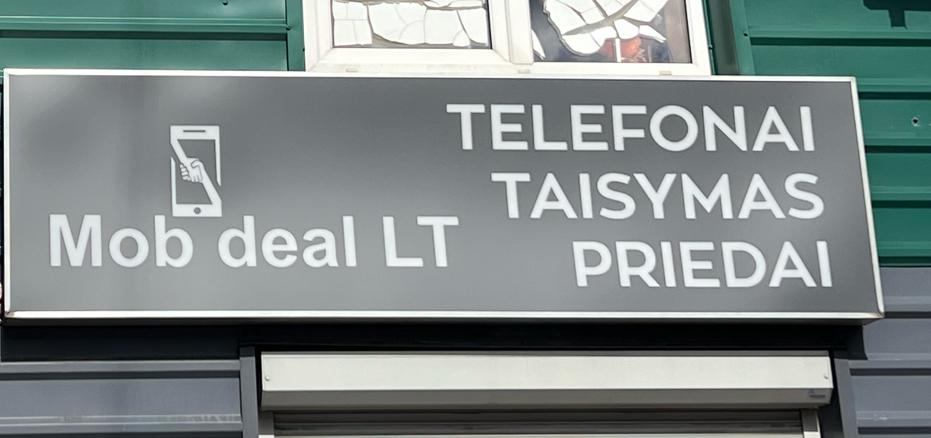 Mob deal LT
TELEFONAI
TAISYMAS
PRIEDAI